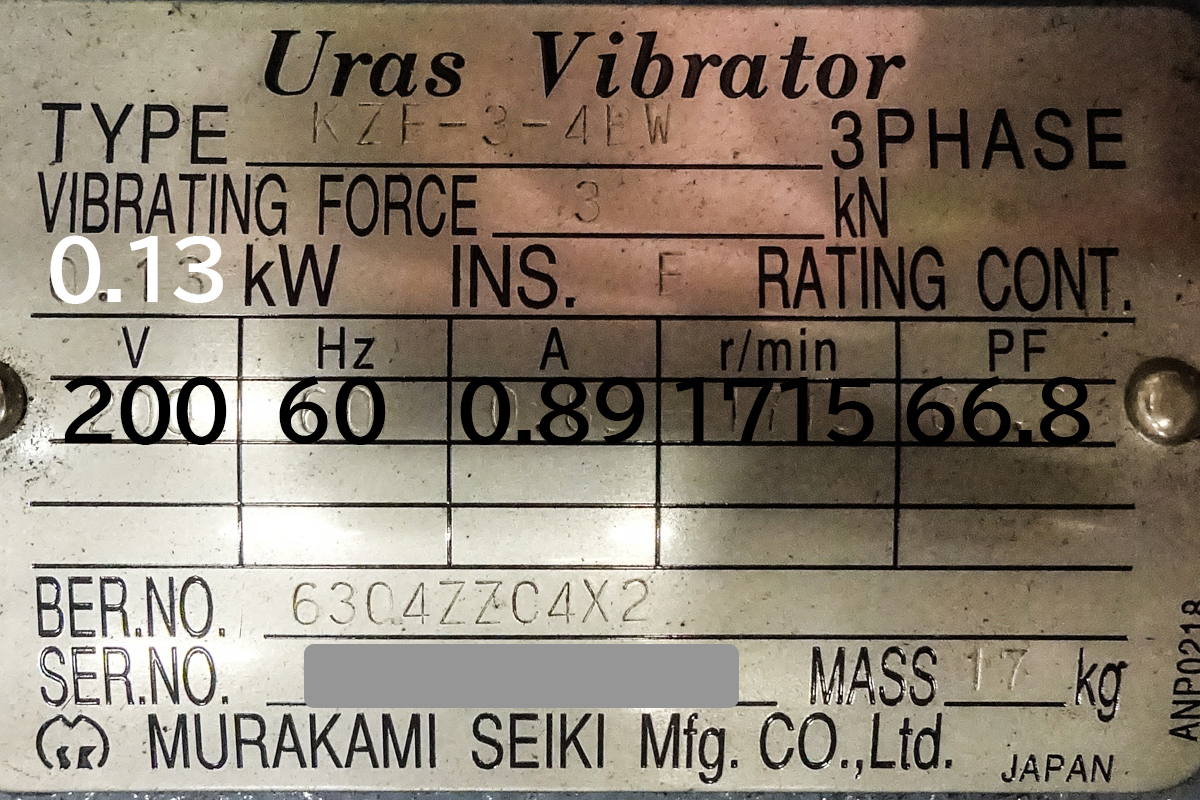 Uras Vibrator
TYPE KZF-3-4BW 3PHASE
VIBRATING FORCE 3 kN
0.13 kW INS. F RATING CONT.
V Hz A r/min PF
200 60 0.89 1715 66.8
BER.NO. 6304ZZC4X2
SER.NO. MASS 17 kg
MURAKAMI SEIKI Mfg. CO.,Ltd. JAPAN
ANP0218